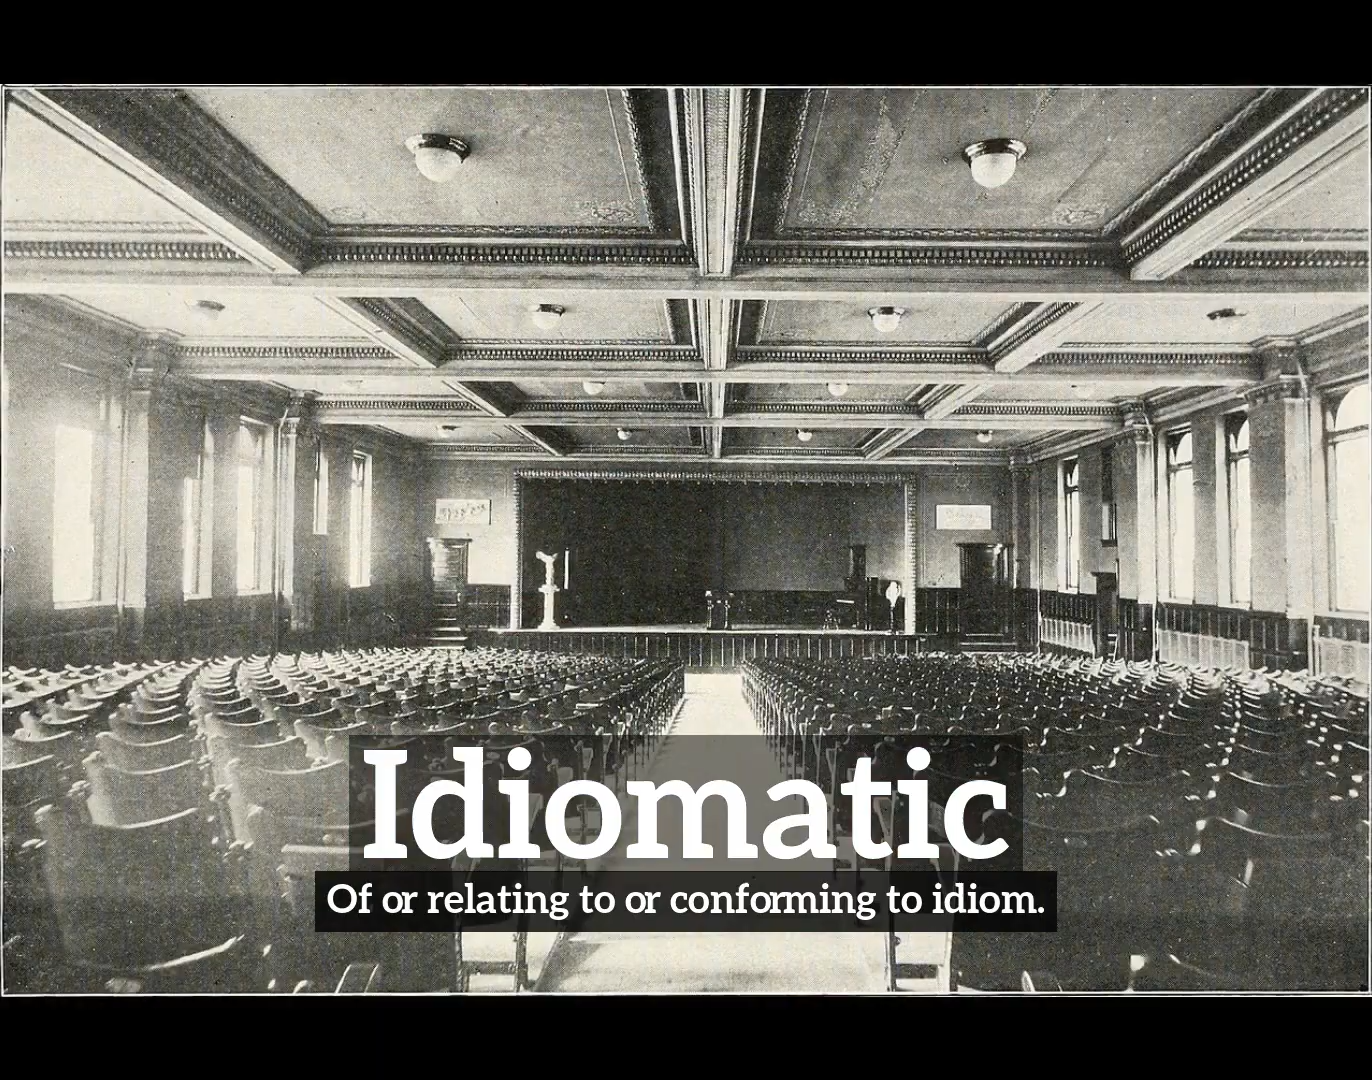 Idiomatic
Of or relating to or conforming to idiom.